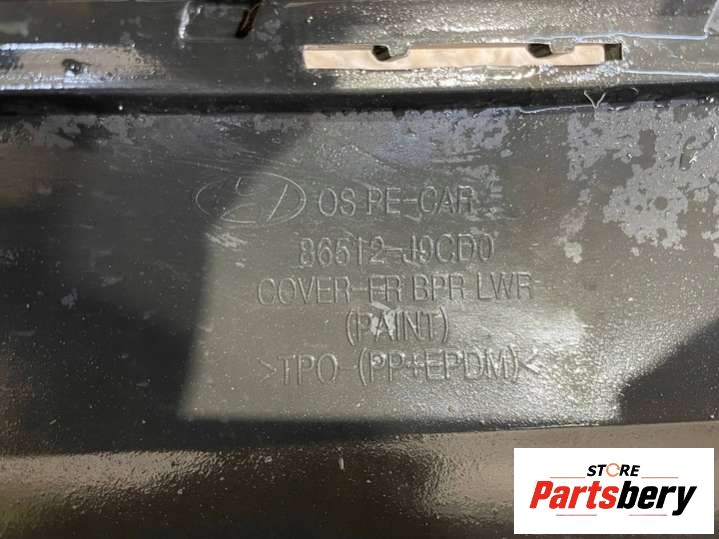 OS PE-CAR
86512-J9CD0
COVER-FR BPR LWR
(PAINT)
>TPO-(PP+EPDM)<
STORE
Partsbery